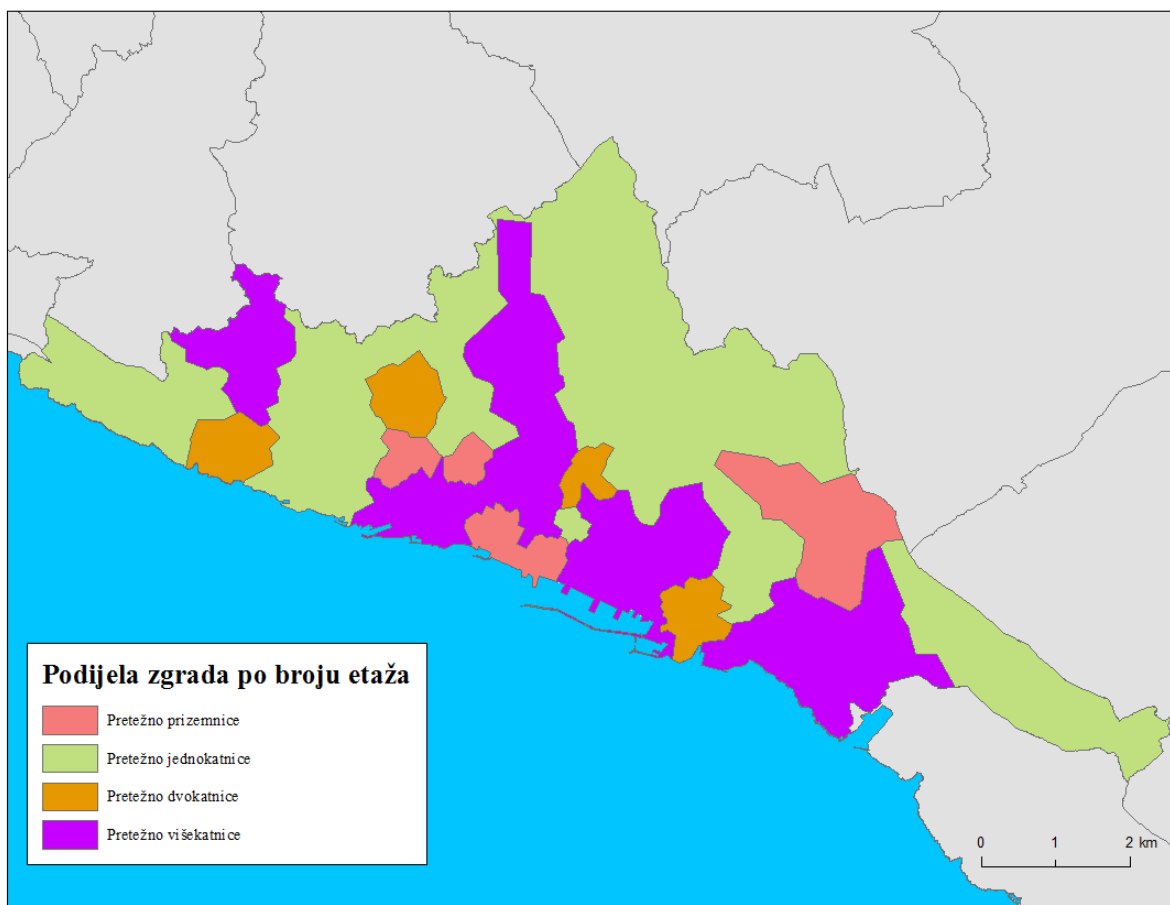 Podijela zgrada po broju etaža
Pretežno prizemnice
Pretežno jednokatnice
Pretežno dvokatnice
Pretežno višekatnice
0 1 2 km